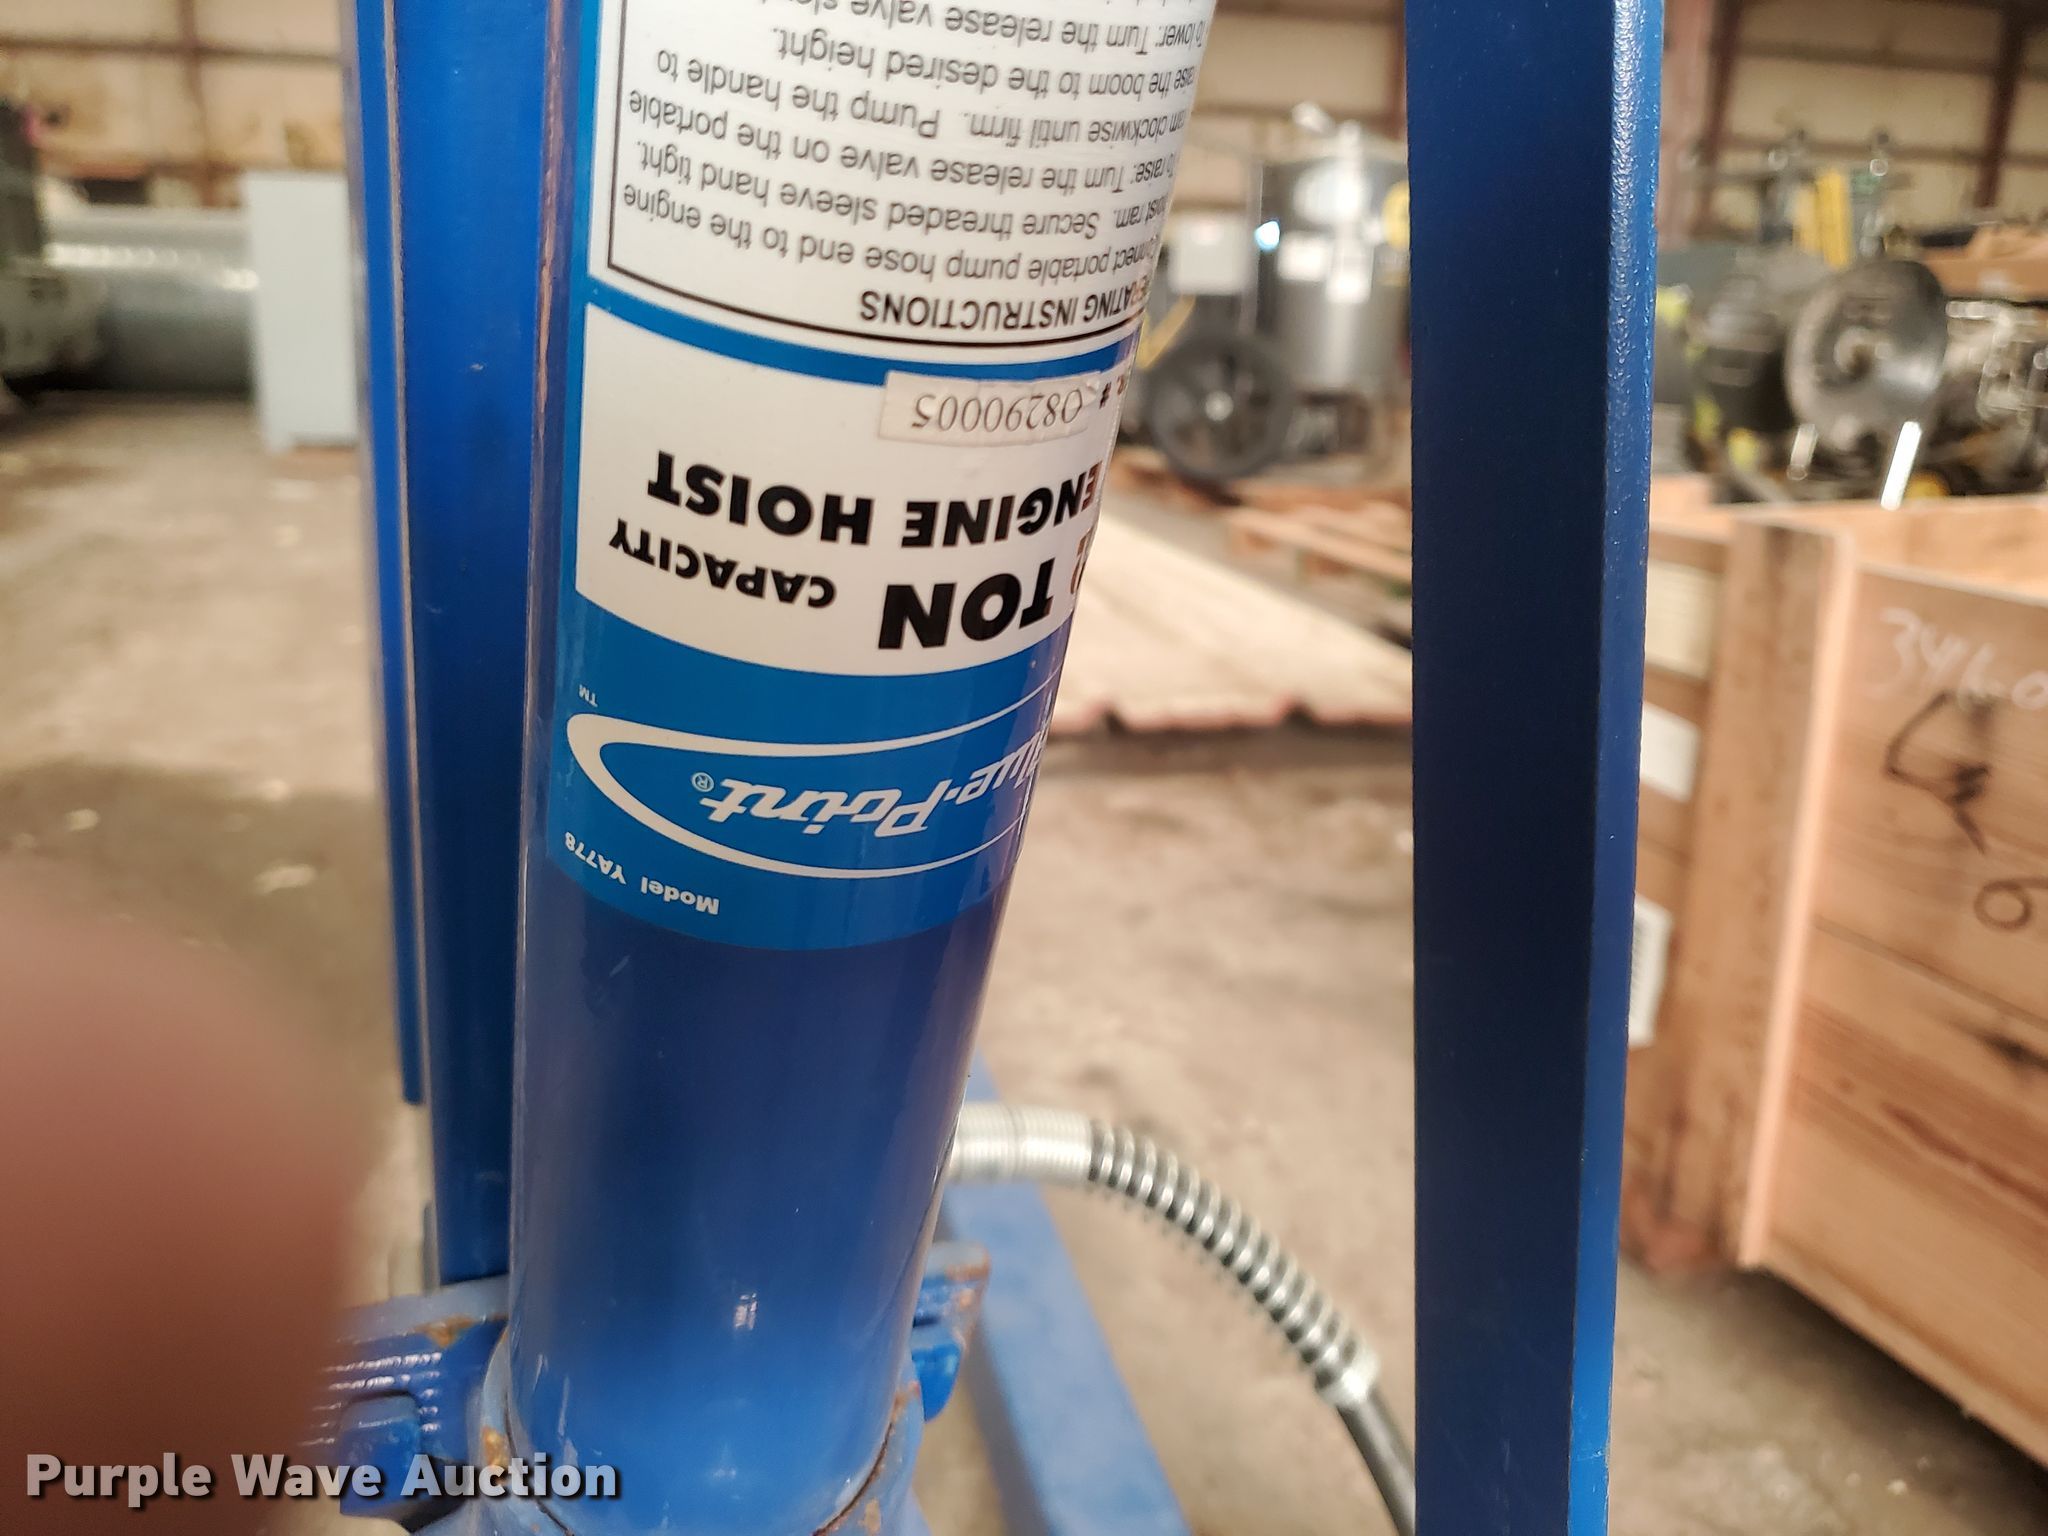 Model YA778
Blue-Point®
TM
TON CAPACITY
ENGINE HOIST
# 08290005
OPERATING INSTRUCTIONS
Connect portable pump hose end to the engine
hoist ram. Secure threaded sleeve hand tight.
To raise: Turn the release valve on the portable
ram clockwise until firm. Pump the handle to
raise the boom to the desired height.
To lower: Turn the release valve
Purple Wave Auction